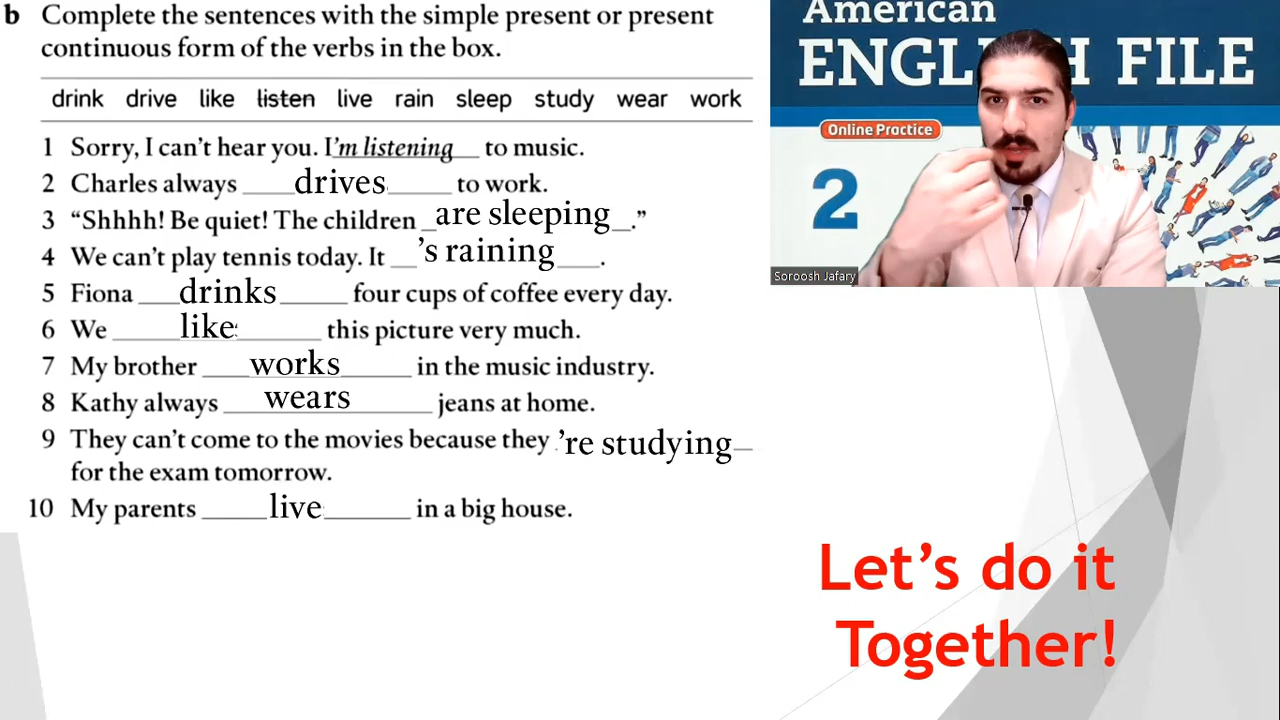 b Complete the sentences with the simple present or present
continuous form of the verbs in the box.
drink drive like listen live rain sleep study wear work
1 Sorry, I can't hear you. I'm listening to music.
2 Charles always drives to work.
3 “Shhhh! Be quiet! The children are sleeping.”
4 We can't play tennis today. It 's raining.
5 Fiona drinks four cups of coffee every day.
6 We like this picture very much.
7 My brother works in the music industry.
8 Kathy always wears jeans at home.
9 They can't come to the movies because they 're studying
for the exam tomorrow.
10 My parents live in a big house.
American
ENGLISH FILE
Online Practice
2
Soroosh Jafary
Let's do it
Together!